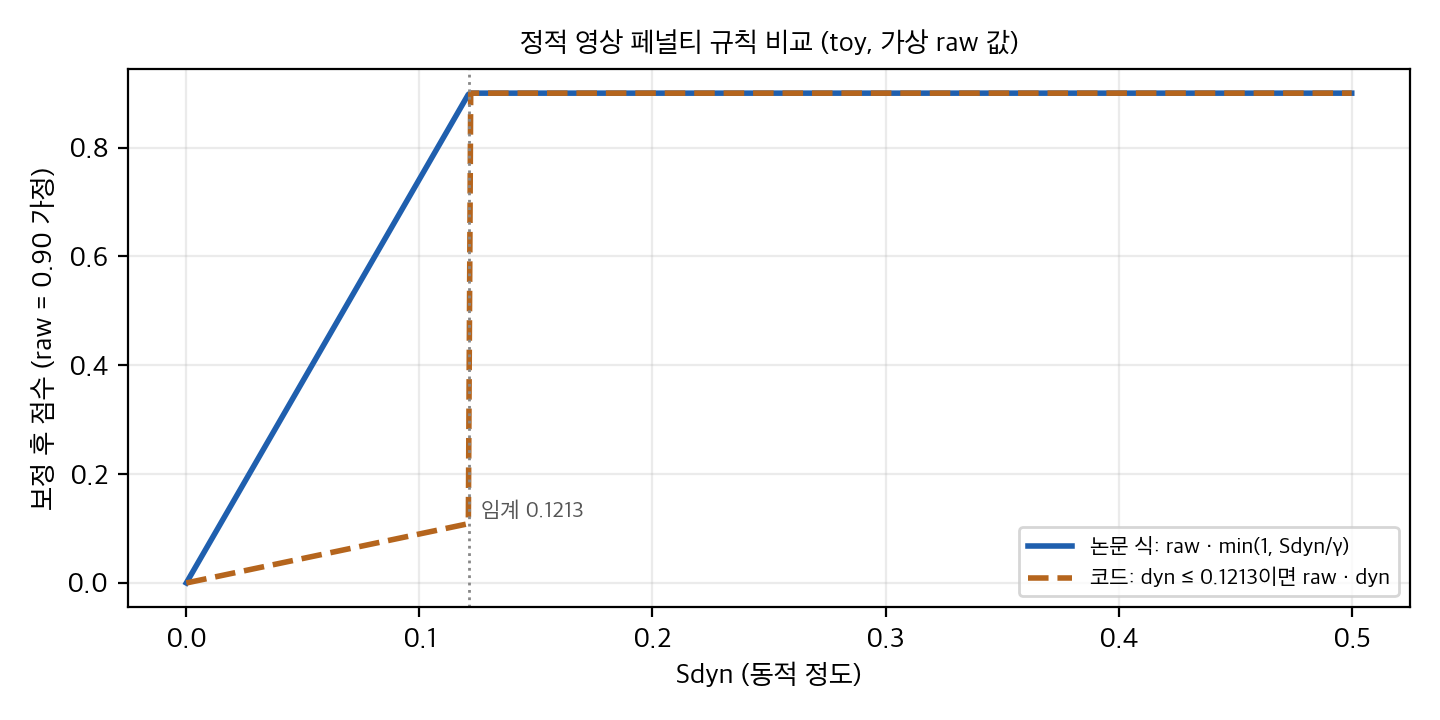 정적 영상 페널티 규칙 비교 (toy, 가상 raw 값)
보정 후 점수 (raw = 0.90 가정)
0.8
0.6
0.4
0.2
0.0
임계 0.1213
논문 식: raw · min(1, Sdyn/γ)
코드: dyn ≤ 0.1213이면 raw · dyn
0.0 0.1 0.2 0.3 0.4 0.5
Sdyn (동적 정도)